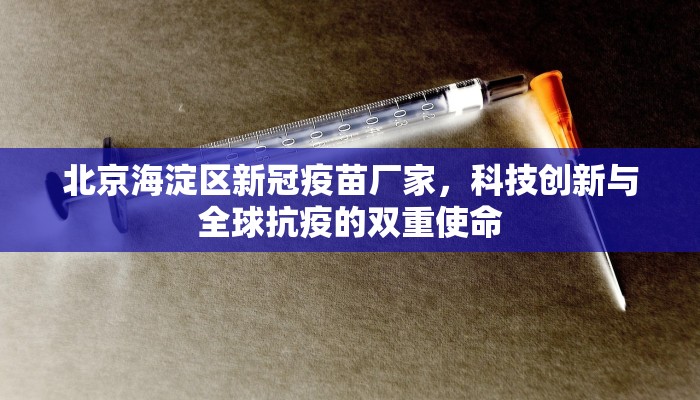 北京海淀区新冠疫苗厂家，科技创新与
全球抗疫的双重使命